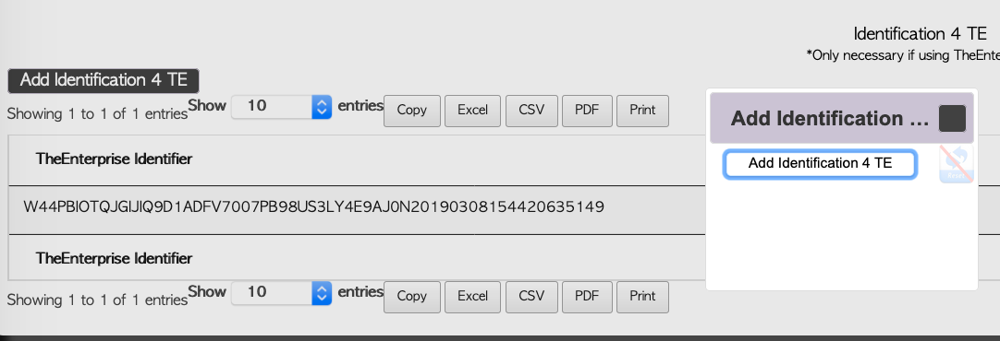 Identification 4 TE
*Only necessary if using TheEnte
Add Identification 4 TE
Showing 1 to 1 of 1 entries Show 10 entries Copy Excel CSV PDF Print
TheEnterprise Identifier
W44PBIOTQJGIJIQ9D1ADFV7007PB98US3LY4E9AJ0N20190308154420635149
TheEnterprise Identifier
Showing 1 to 1 of 1 entries Show 10 entries Copy Excel CSV PDF Print
Add Identification ...
Add Identification 4 TE